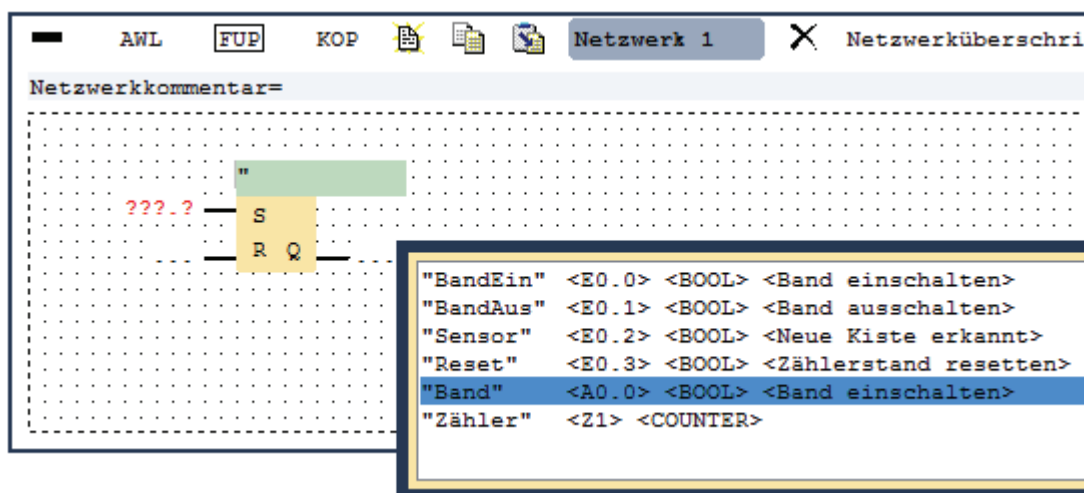 AWL FUP KOP Netzwerk 1 Netzwerküberschri
Netzwerkkommentar=
"
???.? S
... R Q ...
"BandEin" <E0.0> <BOOL> <Band einschalten>
"BandAus" <E0.1> <BOOL> <Band ausschalten>
"Sensor" <E0.2> <BOOL> <Neue Kiste erkannt>
"Reset" <E0.3> <BOOL> <Zählerstand resetten>
"Band" <A0.0> <BOOL> <Band einschalten>
"Zähler" <Z1> <COUNTER>